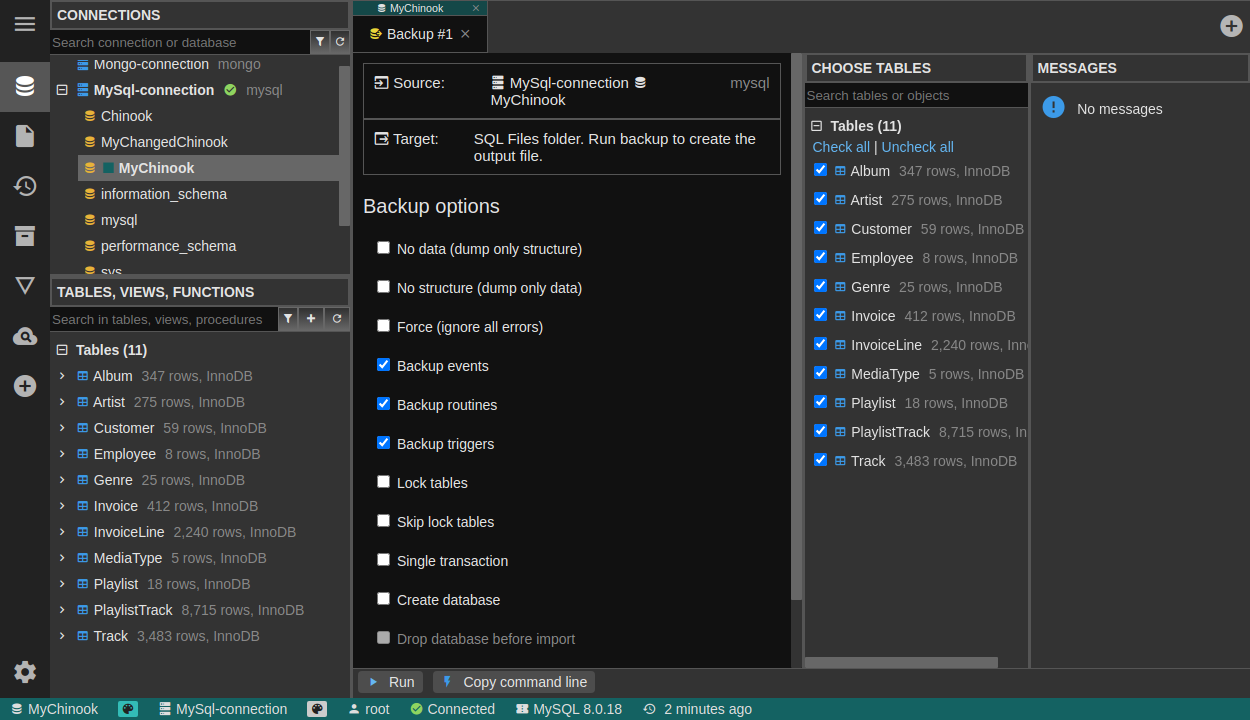 CONNECTIONS
Search connection or database
Mongo-connection mongo
MySql-connection mysql
Chinook
MyChangedChinook
MyChinook
information_schema
mysql
performance_schema
sys
TABLES, VIEWS, FUNCTIONS
Search in tables, views, procedures
Tables (11)
Album 347 rows, InnoDB
Artist 275 rows, InnoDB
Customer 59 rows, InnoDB
Employee 8 rows, InnoDB
Genre 25 rows, InnoDB
Invoice 412 rows, InnoDB
InvoiceLine 2,240 rows, InnoDB
MediaType 5 rows, InnoDB
Playlist 18 rows, InnoDB
PlaylistTrack 8,715 rows, InnoDB
Track 3,483 rows, InnoDB
MyChinook
Backup #1
Source: MySql-connection mysql
MyChinook
Target: SQL Files folder. Run backup to create the
output file.
Backup options
No data (dump only structure)
No structure (dump only data)
Force (ignore all errors)
Backup events
Backup routines
Backup triggers
Lock tables
Skip lock tables
Single transaction
Create database
Drop database before import
Run Copy command line
CHOOSE TABLES
Search tables or objects
Tables (11)
Check all | Uncheck all
Album 347 rows, InnoDB
Artist 275 rows, InnoDB
Customer 59 rows, InnoDB
Employee 8 rows, InnoDB
Genre 25 rows, InnoDB
Invoice 412 rows, InnoDB
InvoiceLine 2,240 rows, Inn
MediaType 5 rows, InnoDB
Playlist 18 rows, InnoDB
PlaylistTrack 8,715 rows, In
Track 3,483 rows, InnoDB
MESSAGES
No messages
MyChinook MySql-connection root Connected MySQL 8.0.18 2 minutes ago